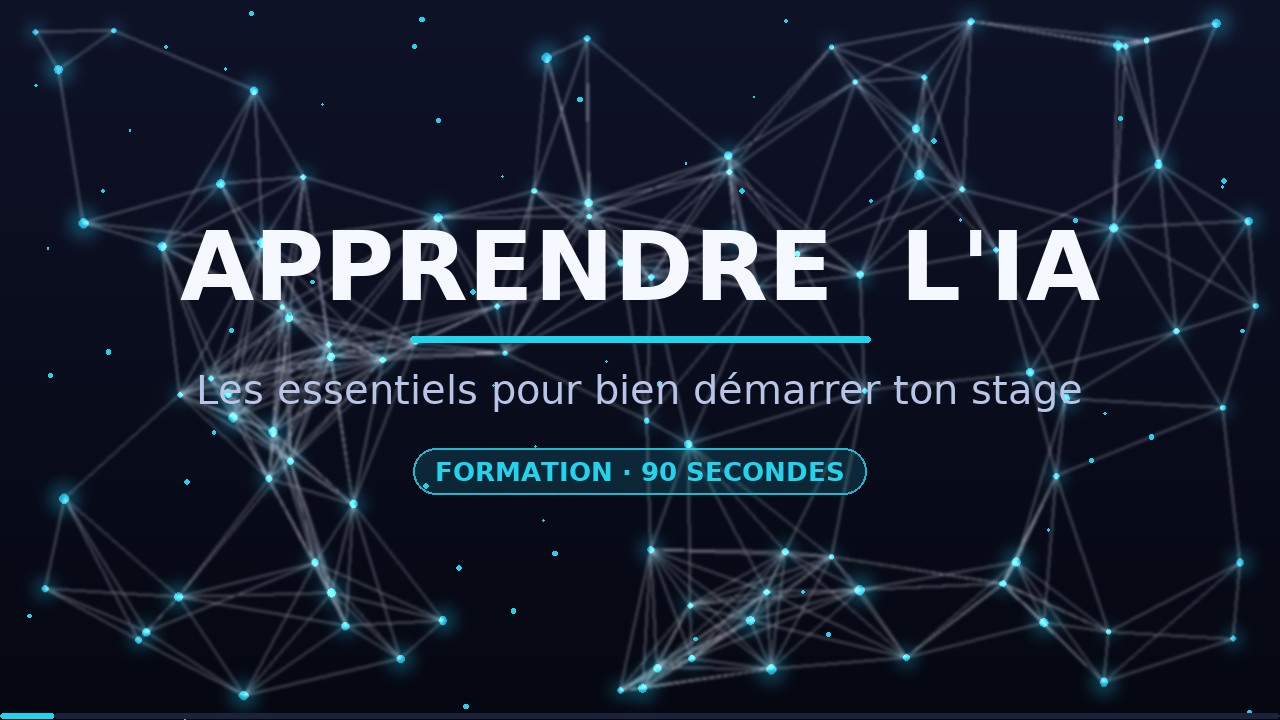 APPRENDRE L'IA
Les essentiels pour bien démarrer ton stage
FORMATION · 90 SECONDES